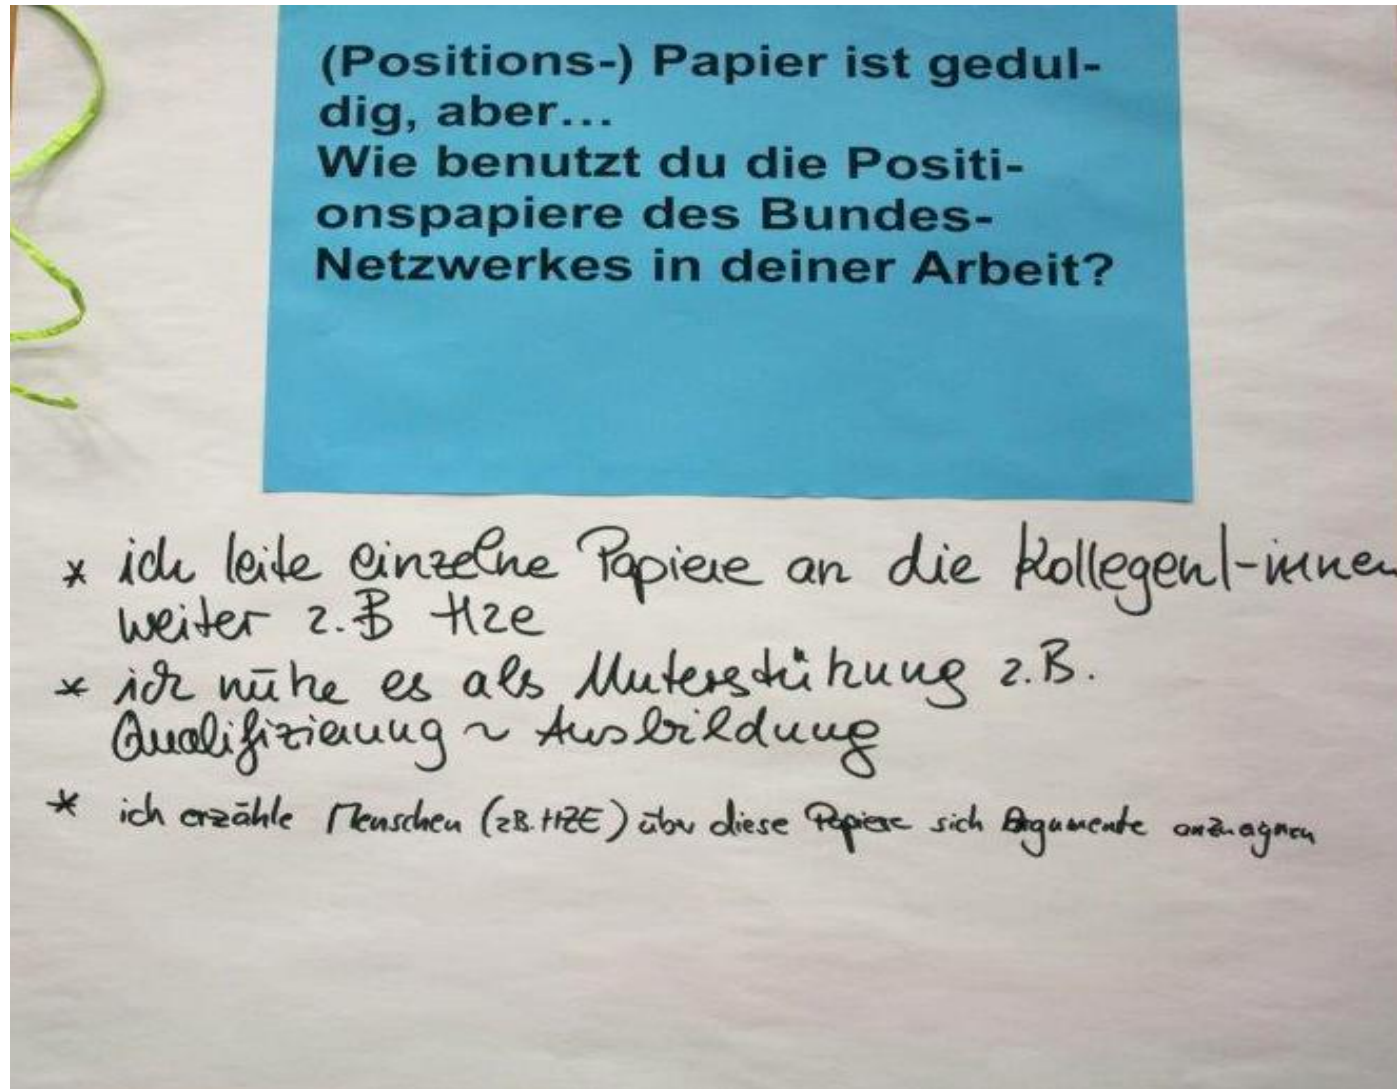 (Positions-) Papier ist gedul-
dig, aber...
Wie benutzt du die Positi-
onspapiere des Bundes-
Netzwerkes in deiner Arbeit?
* ich leite einzelne Papiere an die Kollegen/-innen
weiter z.B HzE
* ich nütze es als Unterstützung z.B.
Qualifizierung ~ Ausbildung
* ich erzähle Menschen (zB. HZE) über diese Papiere sich Argumente